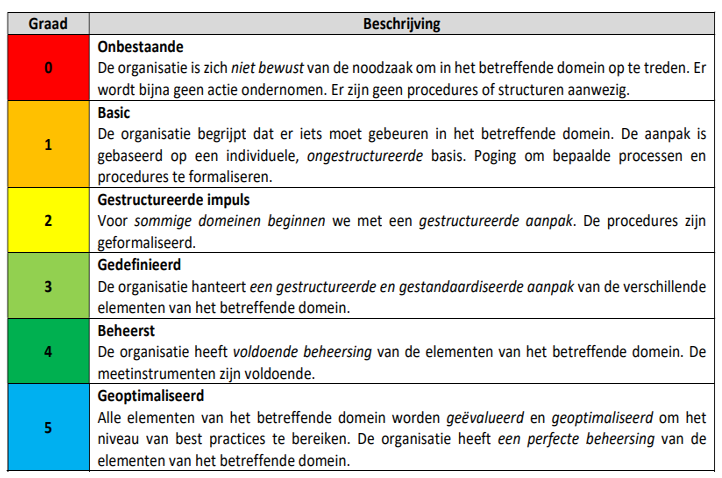 Graad Beschrijving
Onbestaande
0 De organisatie is zich niet bewust van de noodzaak om in het betreffende domein op te treden. Er
wordt bijna geen actie ondernomen. Er zijn geen procedures of structuren aanwezig.
Basic
De organisatie begrijpt dat er iets moet gebeuren in het betreffende domein. De aanpak is
1 gebaseerd op een individuele, ongestructureerde basis. Poging om bepaalde processen en
procedures te formaliseren.
Gestructureerde impuls
2 Voor sommige domeinen beginnen we met een gestructureerde aanpak. De procedures zijn
geformaliseerd.
Gedefinieerd
3 De organisatie hanteert een gestructureerde en gestandaardiseerde aanpak van de verschillende
elementen van het betreffende domein.
Beheerst
4 De organisatie heeft voldoende beheersing van de elementen van het betreffende domein. De
meetinstrumenten zijn voldoende.
Geoptimaliseerd
Alle elementen van het betreffende domein worden geëvalueerd en geoptimaliseerd om het
5 niveau van best practices te bereiken. De organisatie heeft een perfecte beheersing van de
elementen van het betreffende domein.